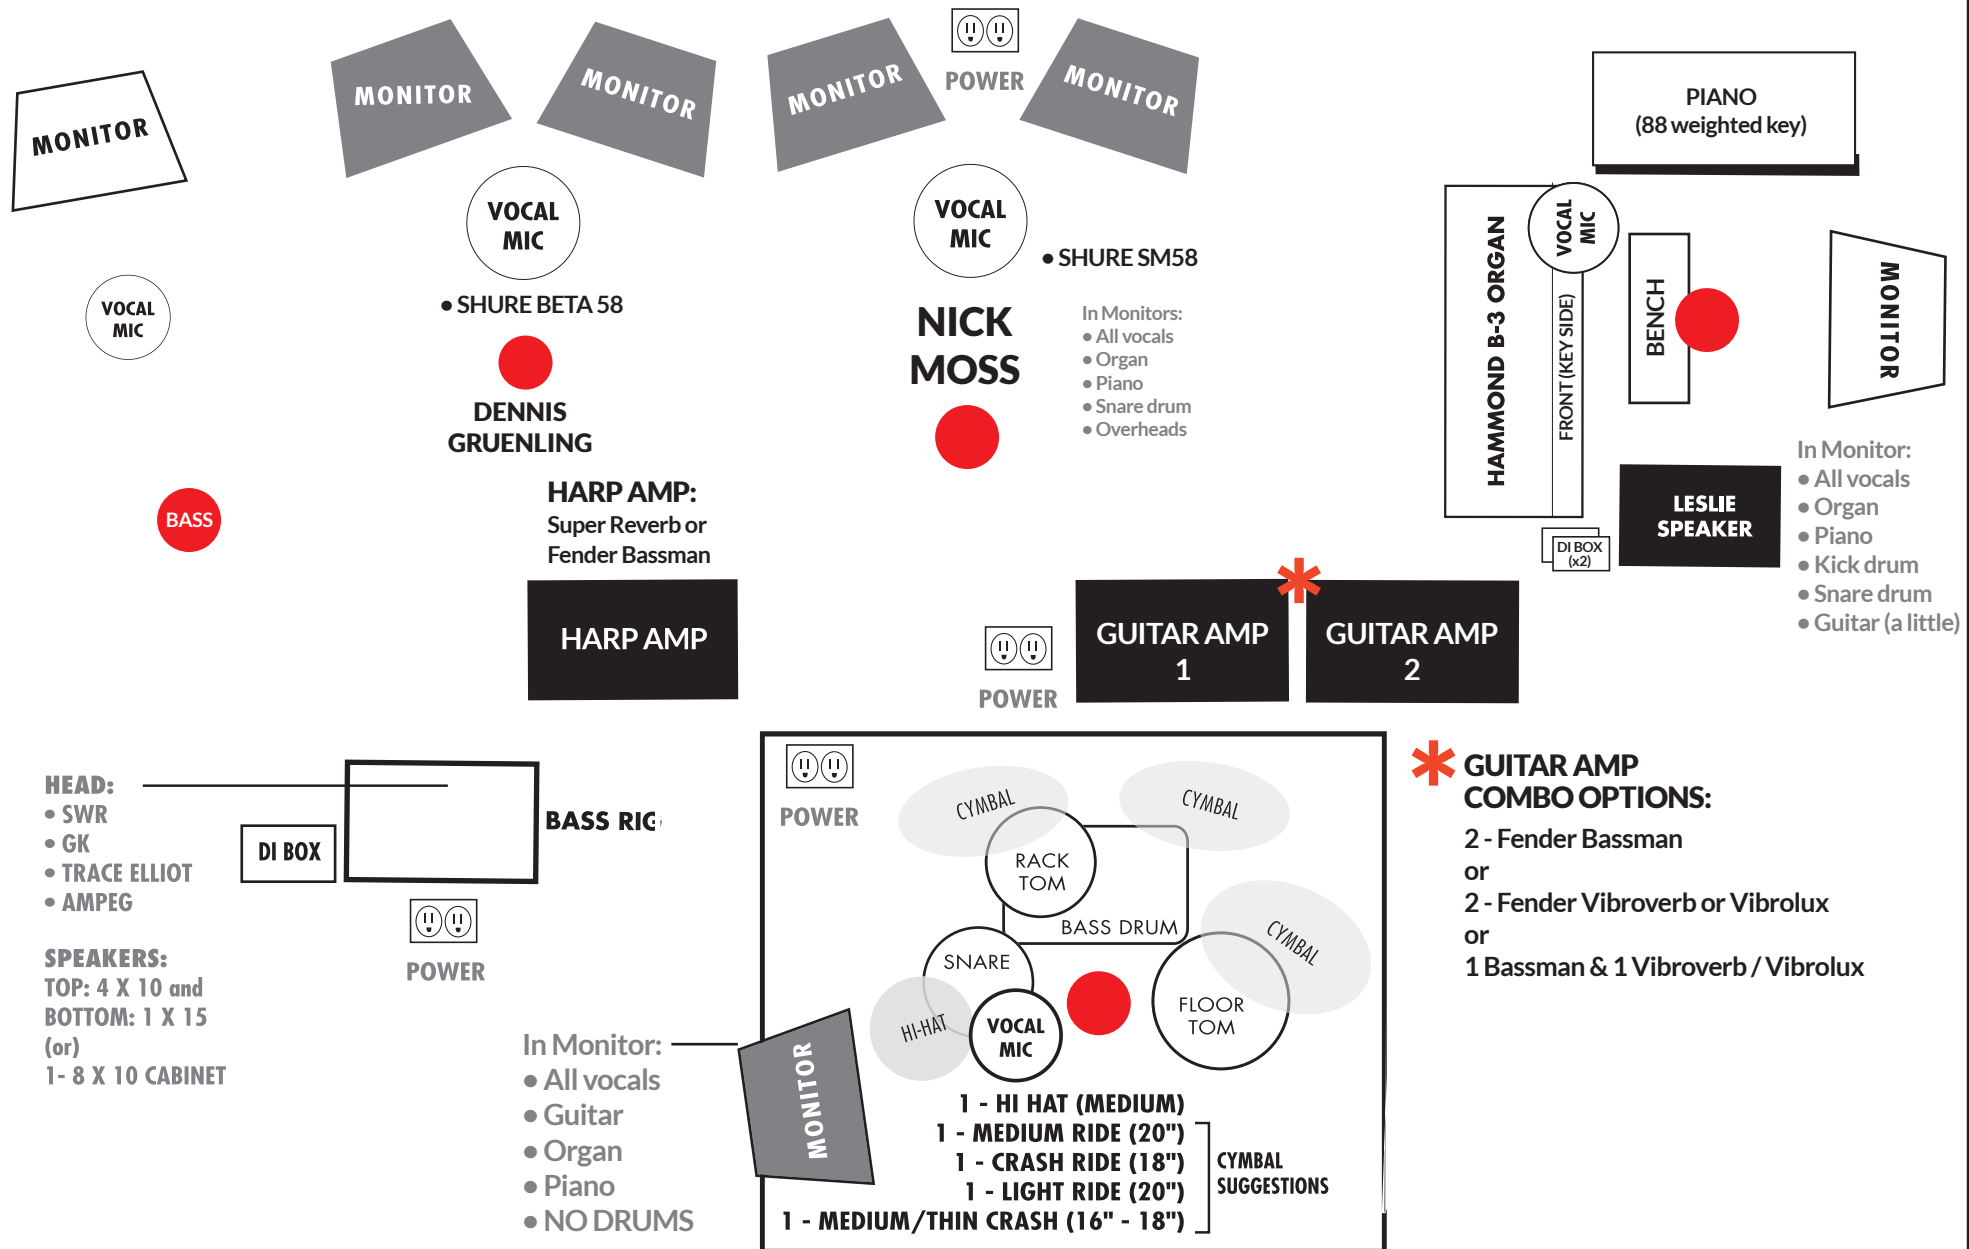 MONITOR
MONITOR
MONITOR
MONITOR
POWER
MONITOR
PIANO
(88 weighted key)
VOCAL
MIC
VOCAL
MIC
• SHURE BETA 58
DENNIS
GRUENLING
VOCAL
MIC
• SHURE SM58
NICK
MOSS
In Monitors:
• All vocals
• Organ
• Piano
• Snare drum
• Overheads
HAMMOND B-3 ORGAN
FRONT (KEY SIDE)
VOCAL
MIC
BENCH
MONITOR
In Monitor:
• All vocals
• Organ
• Piano
• Kick drum
• Snare drum
• Guitar (a little)
LESLIE
SPEAKER
DI BOX
(x2)
BASS
HARP AMP:
Super Reverb or
Fender Bassman
HARP AMP
POWER
GUITAR AMP
1
*
GUITAR AMP
2
HEAD:
• SWR
• GK
• TRACE ELLIOT
• AMPEG
SPEAKERS:
TOP: 4 X 10 and
BOTTOM: 1 X 15
(or)
1- 8 X 10 CABINET
DI BOX
BASS RIG
POWER
In Monitor:
• All vocals
• Guitar
• Organ
• Piano
• NO DRUMS
MONITOR
POWER
CYMBAL
CYMBAL
RACK
TOM
BASS DRUM
CYMBAL
SNARE
HI-HAT
VOCAL
MIC
FLOOR
TOM
1 - HI HAT (MEDIUM)
1 - MEDIUM RIDE (20")
1 - CRASH RIDE (18")
1 - LIGHT RIDE (20")
1 - MEDIUM/THIN CRASH (16" - 18")
CYMBAL
SUGGESTIONS
* GUITAR AMP
COMBO OPTIONS:
2 - Fender Bassman
or
2 - Fender Vibroverb or Vibrolux
or
1 Bassman & 1 Vibroverb / Vibrolux